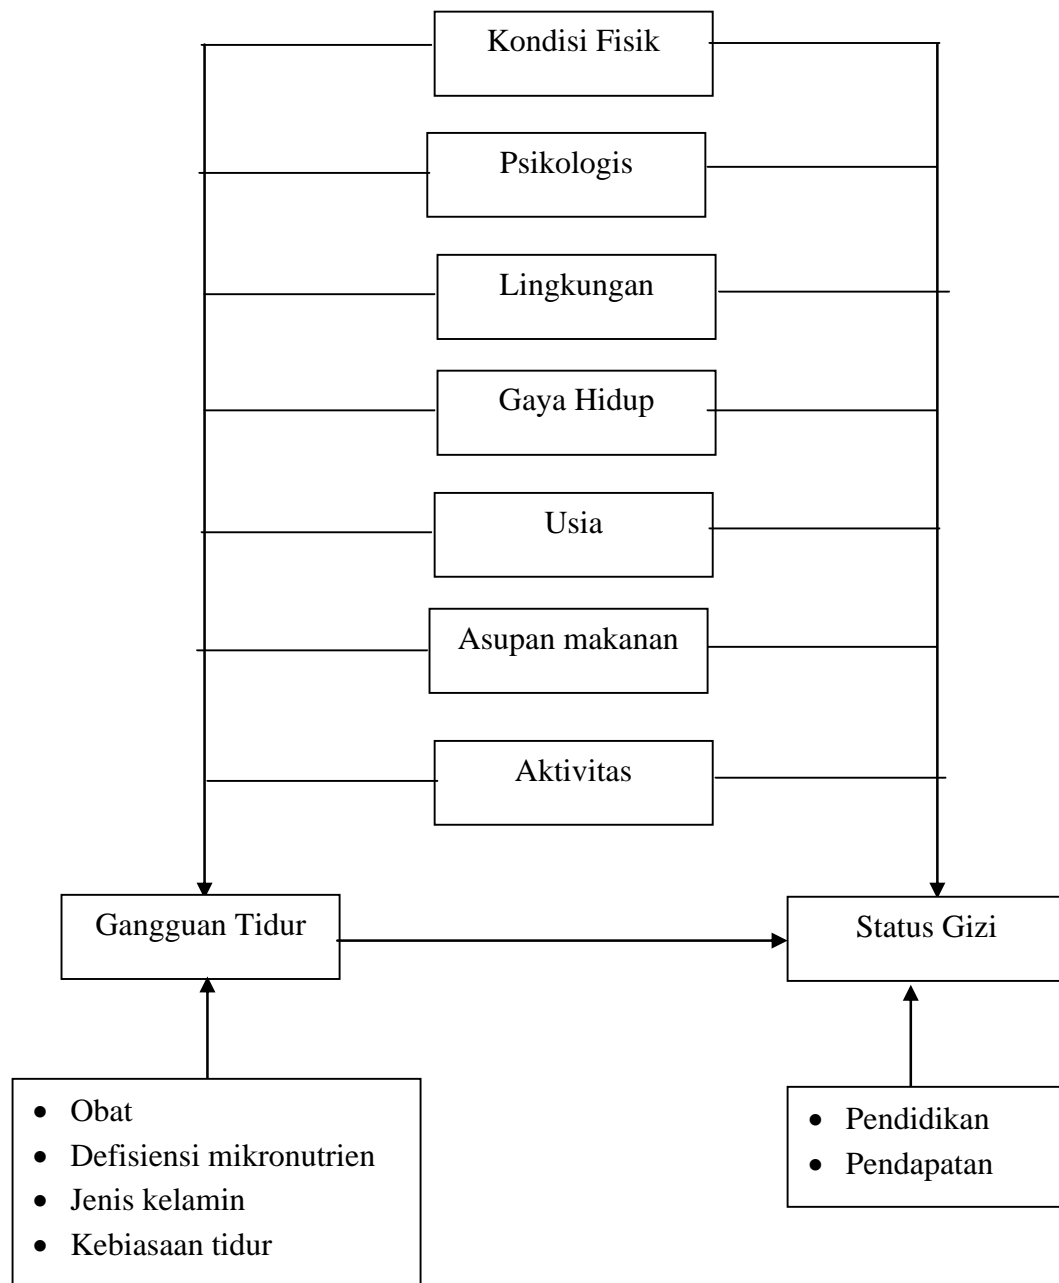 Kondisi Fisik
Psikologis
Lingkungan
Gaya Hidup
Usia
Asupan makanan
Aktivitas
Gangguan Tidur
Status Gizi
• Obat
• Defisiensi mikronutrien
• Jenis kelamin
• Kebiasaan tidur
• Pendidikan
• Pendapatan